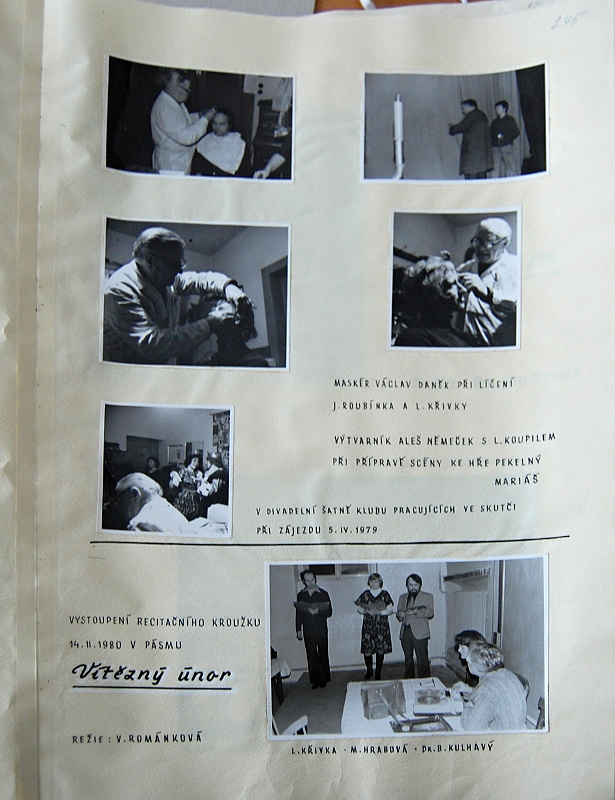 245
MASKÉR VÁCLAV DANĚK PŘI LÍČENÍ
J. ROUBÍNKA A L. KŘIVKY
VÝTVARNÍK ALEŠ NĚMEČEK S L. KOUPILEM
PŘI PŘÍPRAVĚ SCÉNY KE HŘE PEKELNÝ
MARIÁŠ
V DIVADELNÍ ŠATNĚ KLUBU PRACUJÍCÍCH VE SKUTČI
PŘI ZÁJEZDU 5. IV. 1979
VYSTOUPENÍ RECITAČNÍHO KROUŽKU
14. II. 1980 V PÁSMU
Vítězný únor
REŽIE : V. ROMÁNKOVÁ
L. KŘIVKA · M. HRABOVÁ · DR. B. KULHAVÝ